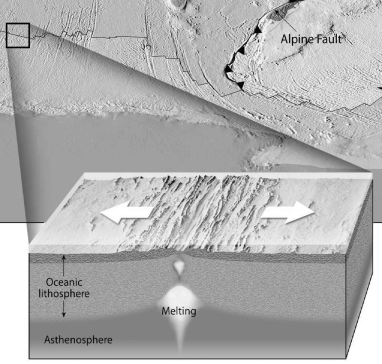 Alpine Fault
Oceanic
lithosphere
Melting
Asthenosphere